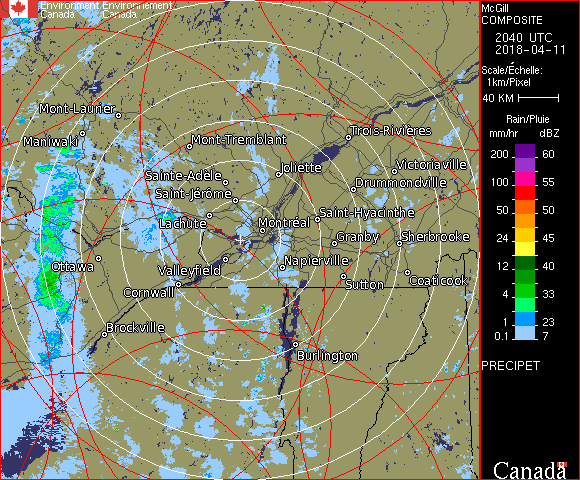 Environment Environnement
Canada Canada
McGill
COMPOSITE
2040 UTC
2018-04-11
Scale/Échelle:
1km/Pixel
40 KM
Rain/Pluie
mm/hr dBZ
200 60
100 55
50 50
24 45
12 40
4 33
1 23
0.1 7
PRECIPET
Canada
Mont-Laurier
Maniwaki
Mont-Tremblant
Trois-Rivières
Joliette
Victoriaville
Sainte-Adèle
Drummondville
Saint-Jérôme
Lachute
Saint-Hyacinthe
Montréal
Granby
Sherbrooke
Ottawa
Valleyfield
Napierville
Cornwall
Sutton
Coaticook
Brockville
Burlington